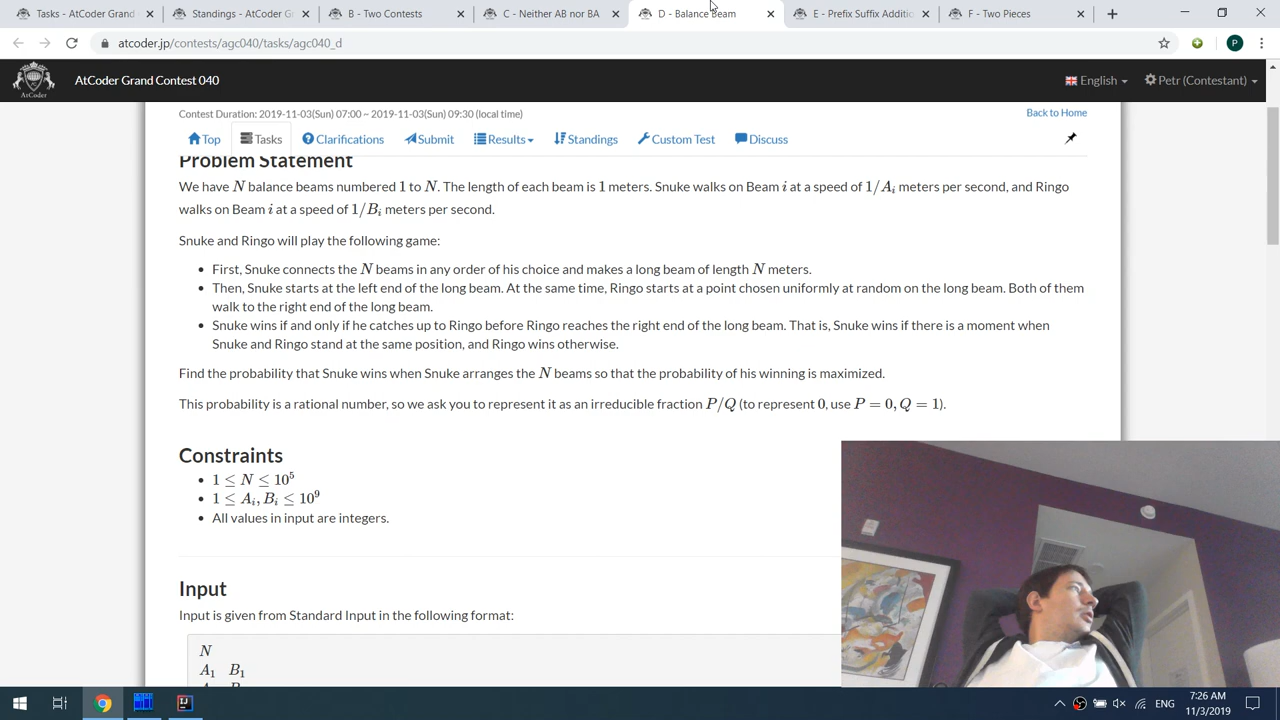 Tasks - AtCoder Gr
Standings - AtCoder G
B - Two Contests
C - Neither AB nor BA
D - Balance Beam
E - Prefix Suffix Additi
F - Two Pieces
atcoder.jp/contests/agc040/tasks/agc040_d
P
AtCoder Grand Contest 040
English
Petr (Contestant)
Contest Duration: 2019-11-03(Sun) 07:00 ~ 2019-11-03(Sun) 09:30 (local time)
Back to Home
Top
Tasks
Clarifications
Submit
Results
Standings
Custom Test
Discuss
Problem Statement
We have N balance beams numbered 1 to N. The length of each beam is 1 meters. Snuke walks on Beam i at a speed of 1/A_i meters per second, and Ringo
walks on Beam i at a speed of 1/B_i meters per second.
Snuke and Ringo will play the following game:
• First, Snuke connects the N beams in any order of his choice and makes a long beam of length N meters.
• Then, Snuke starts at the left end of the long beam. At the same time, Ringo starts at a point chosen uniformly at random on the long beam. Both of them
walk to the right end of the long beam.
• Snuke wins if and only if he catches up to Ringo before Ringo reaches the right end of the long beam. That is, Snuke wins if there is a moment when
Snuke and Ringo stand at the same position, and Ringo wins otherwise.
Find the probability that Snuke wins when Snuke arranges the N beams so that the probability of his winning is maximized.
This probability is a rational number, so we ask you to represent it as an irreducible fraction P/Q (to represent 0, use P = 0, Q = 1).
Constraints
• 1 ≤ N ≤ 10^5
• 1 ≤ A_i, B_i ≤ 10^9
• All values in input are integers.
Input
Input is given from Standard Input in the following format:
N
A_1 B_1
ENG
7:26 AM
11/3/2019